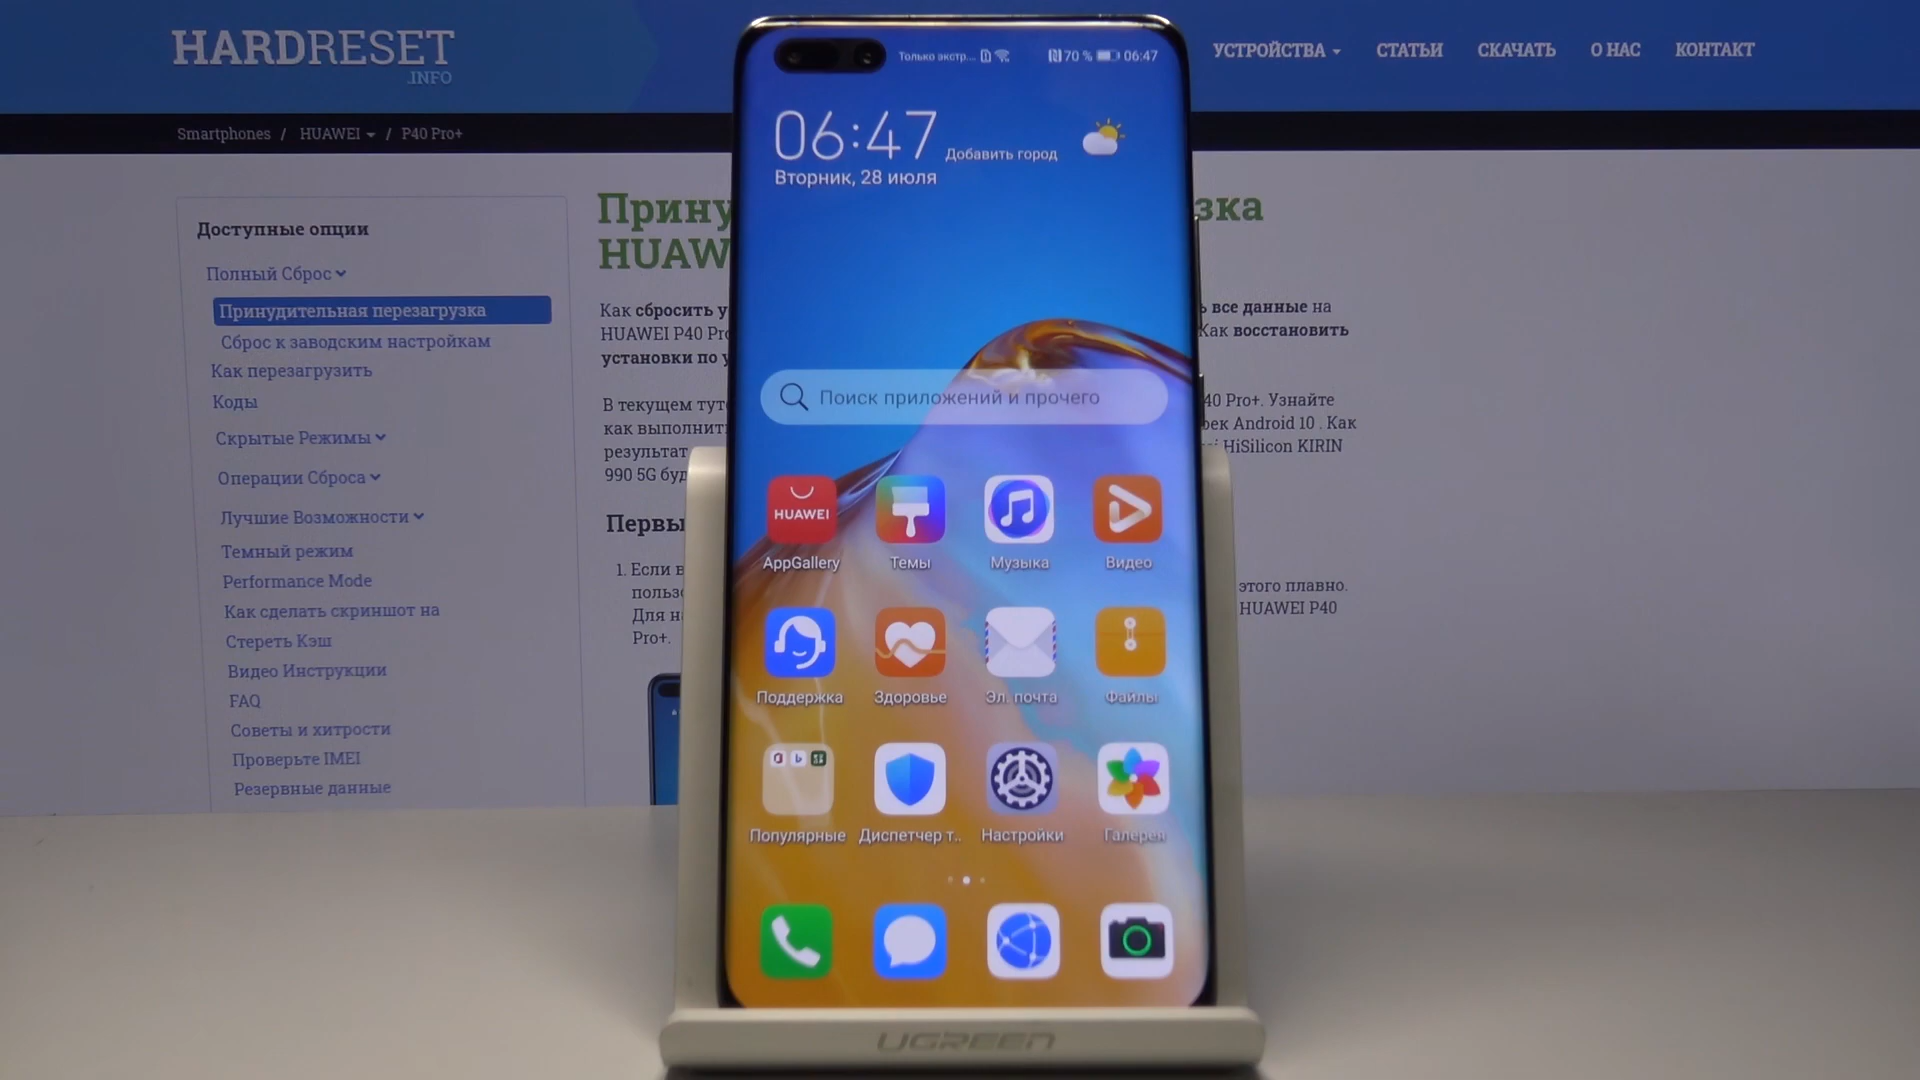 HARDRESET
.INFO
УСТРОЙСТВА
СТАТЬИ
СКАЧАТЬ
О НАС
КОНТАКТ
Smartphones / HUAWEI / P40 Pro+
Доступные опции
Полный Сброс
Принудительная перезагрузка
Сброс к заводским настройкам
Как перезагрузить
Коды
Скрытые Режимы
Операции Сброса
Лучшие Возможности
Темный режим
Performance Mode
Как сделать скриншот на
Стереть Кэш
Видео Инструкции
FAQ
Советы и хитрости
Проверьте IMEI
Резервные данные
Прину
зка
HUAW
Как сбросить у
ь все данные на
HUAWEI P40 Pro
Как восстановить
установки по у
В текущем тут
40 Pro+. Узнайте
как выполнит
рек Android 10 . Как
результат
HiSilicon KIRIN
990 5G буд
Первы
1. Если в
этого плавно.
польз
HUAWEI P40
Для н
Pro+.
Только экстр...
70 %
06:47
06:47
Добавить город
Вторник, 28 июля
Поиск приложений и прочего
HUAWEI
AppGallery
Темы
Музыка
Видео
Поддержка
Здоровье
Эл. почта
Файлы
Популярные
Диспетчер т..
Настройки
Галерея
UGREEN